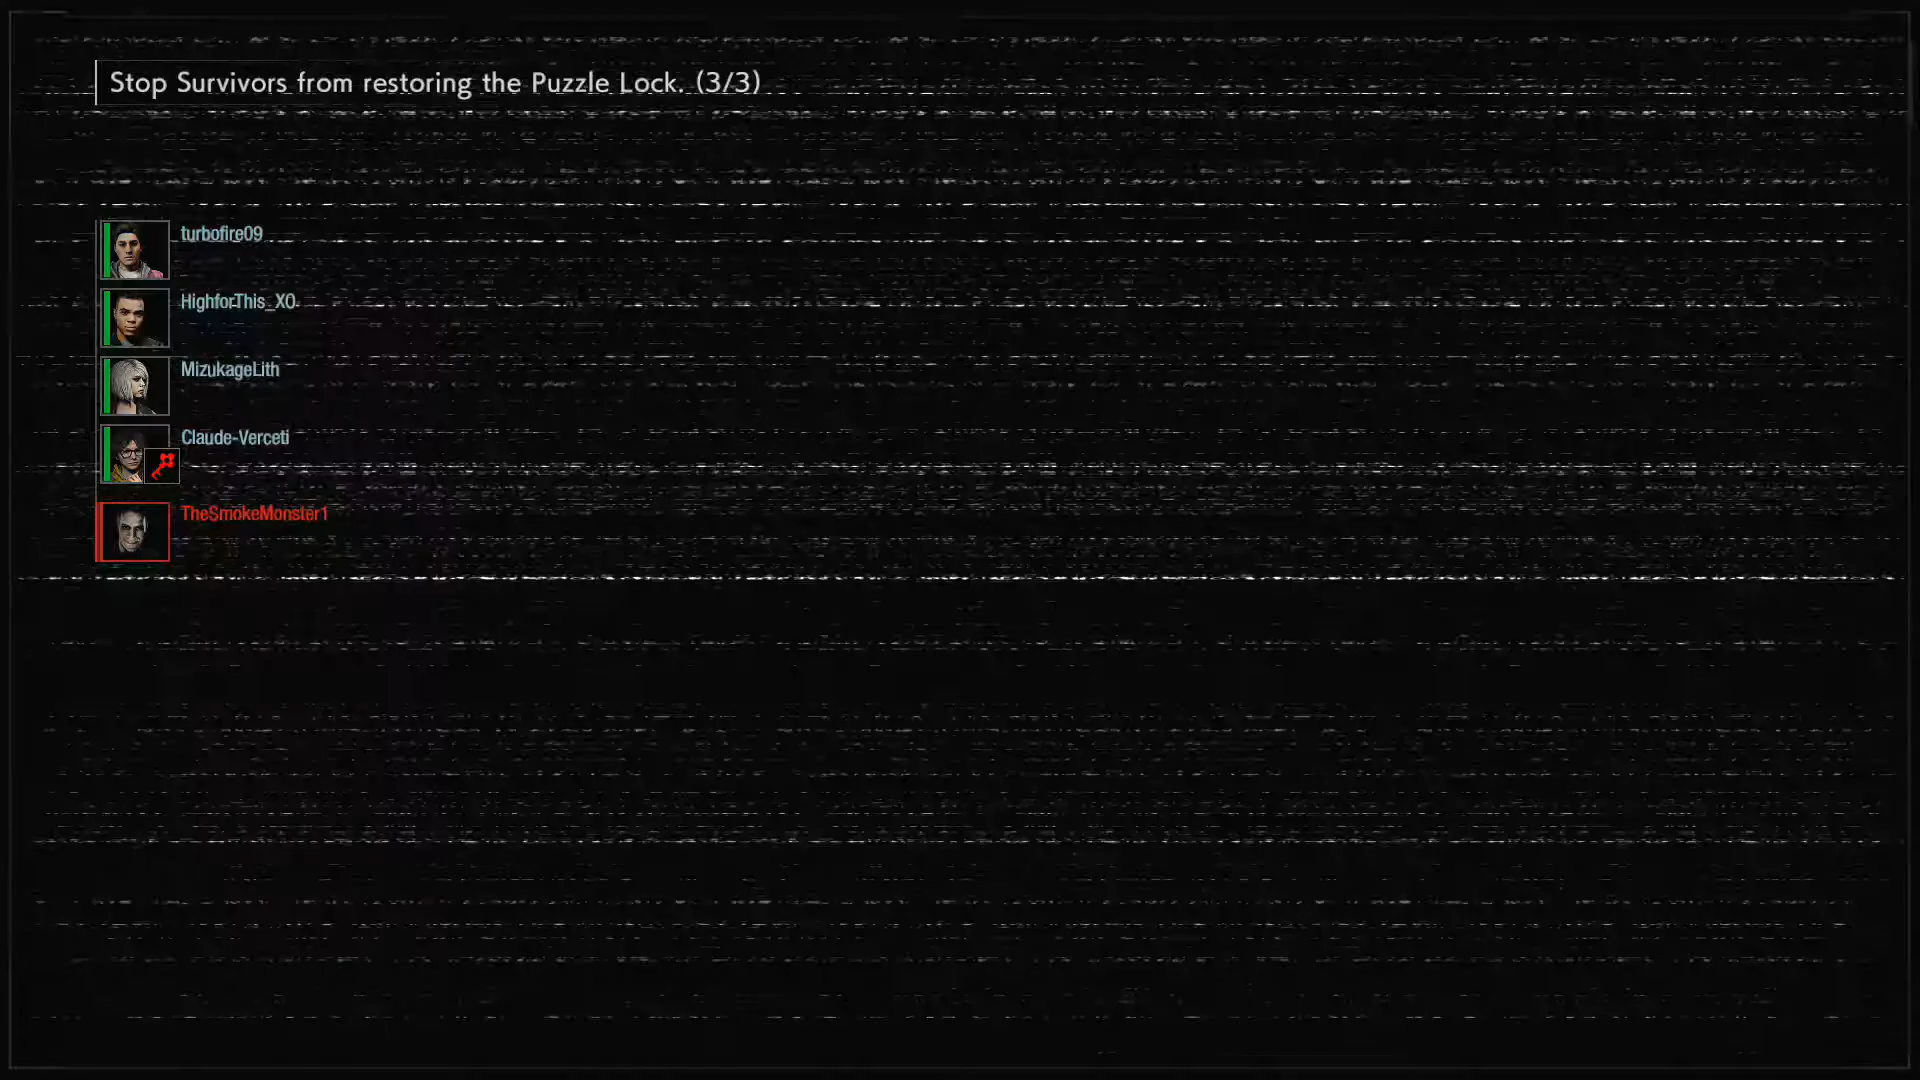 Stop Survivors from restoring the Puzzle Lock. (3/3)
turbofire09
HighforThis_XO
MizukageLith
Claude-Verceti
TheSmokeMonster1